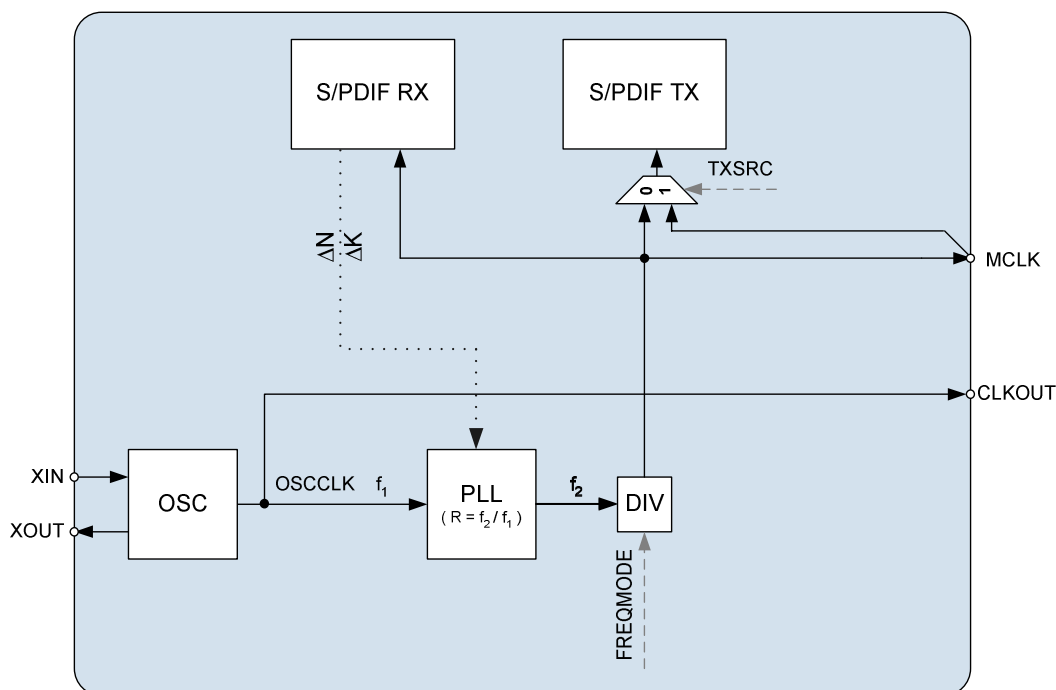 S/PDIF RX
S/PDIF TX
TXSRC
0
1
ΔN
ΔK
MCLK
CLKOUT
XIN
XOUT
OSC
OSCCLK f₁
PLL
( R = f₂ / f₁ )
f₂
DIV
FREQMODE